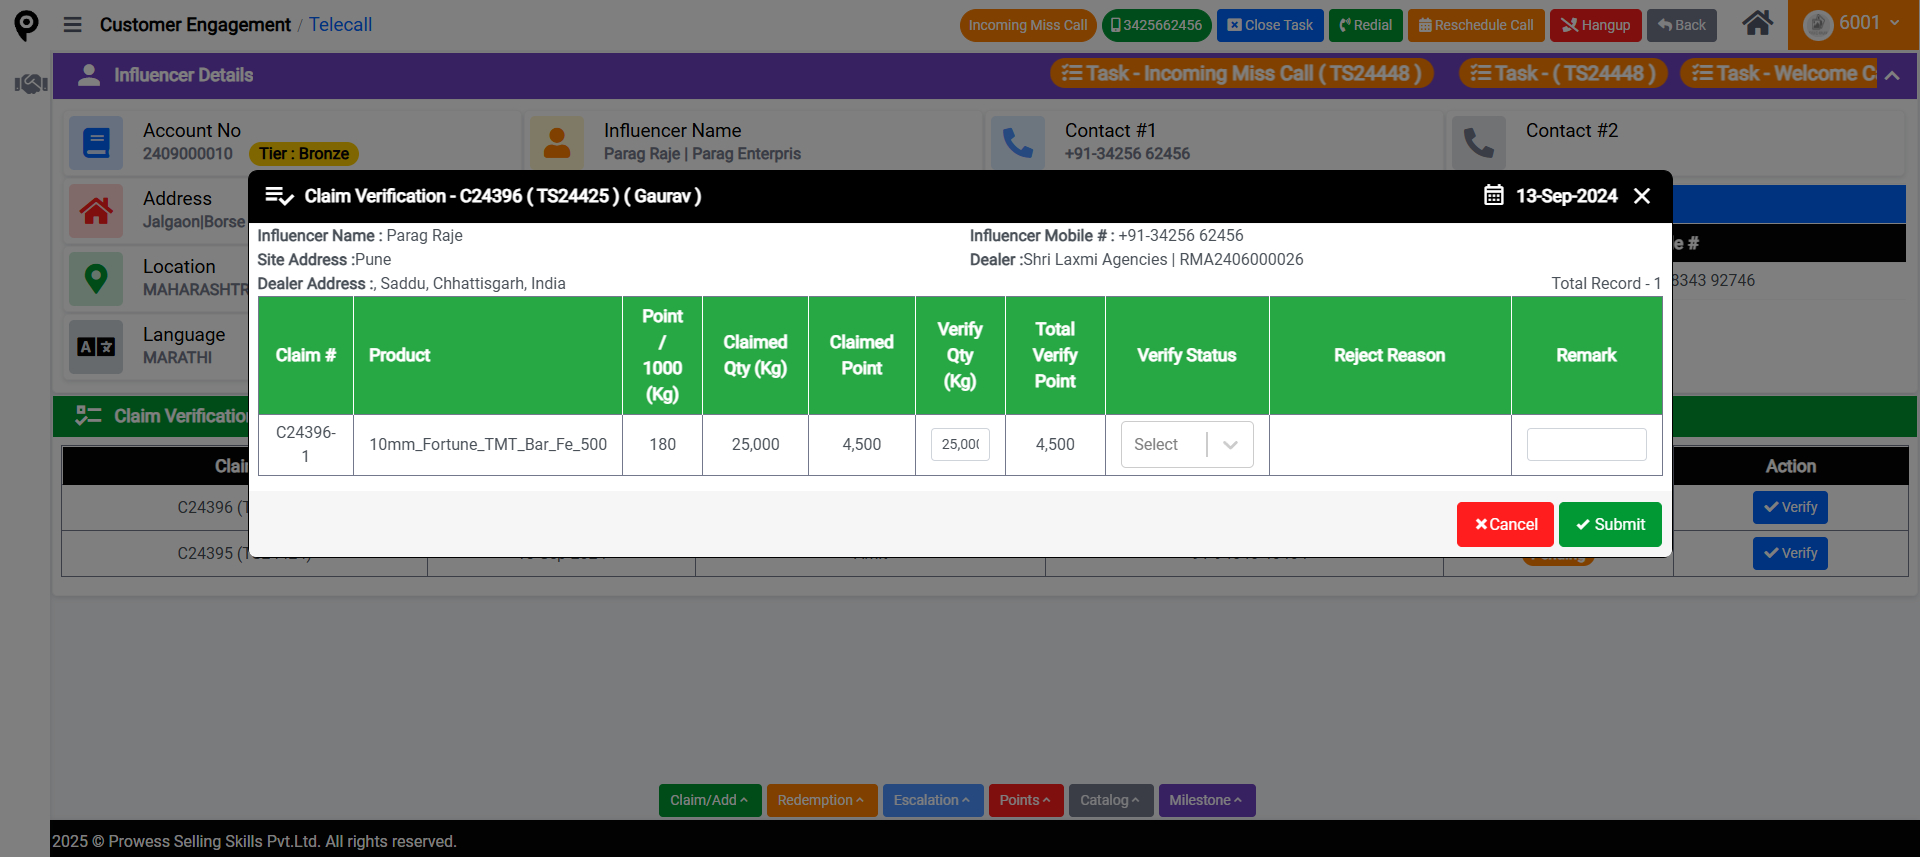 Customer Engagement / Telecall
Incoming Miss Call
3425662456
Close Task
Redial
Reschedule Call
Hangup
Back
6001
Influencer Details
Task - Incoming Miss Call ( TS24448 )
Task - ( TS24448 )
Task - Welcome C
Account No
2409000010
Tier : Bronze
Influencer Name
Parag Raje | Parag Enterpris
Contact #1
+91-34256 62456
Contact #2
Address
Jalgaon|Borse
Location
MAHARASHTR
Language
MARATHI
e #
8343 92746
Claim Verification - C24396 ( TS24425 ) ( Gaurav )
13-Sep-2024
Influencer Name : Parag Raje
Influencer Mobile # : +91-34256 62456
Site Address :Pune
Dealer :Shri Laxmi Agencies | RMA2406000026
Dealer Address :, Saddu, Chhattisgarh, India
Total Record - 1
Claim #
Product
Point
/
1000
(Kg)
Claimed
Qty (Kg)
Claimed
Point
Verify
Qty
(Kg)
Total
Verify
Point
Verify Status
Reject Reason
Remark
C24396-
1
10mm_Fortune_TMT_Bar_Fe_500
180
25,000
4,500
25,000
4,500
Select
Cancel
Submit
Claim Verification
Clai
Action
C24396 (T
Verify
C24395 (T
Verify
Claim/Add
Redemption
Escalation
Points
Catalog
Milestone
2025 © Prowess Selling Skills Pvt.Ltd. All rights reserved.